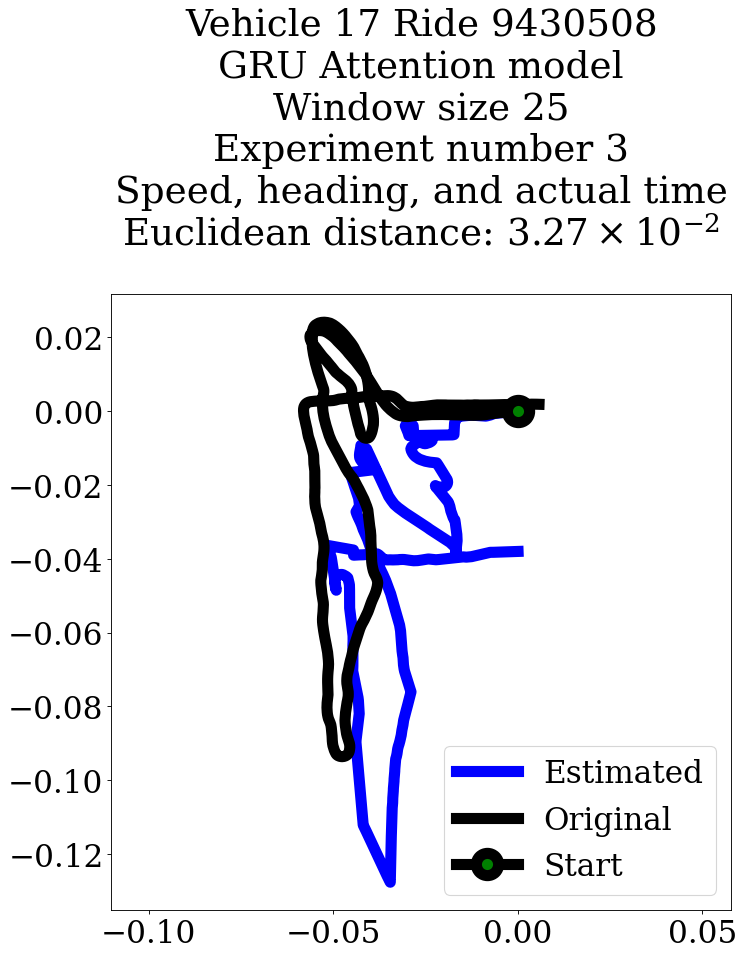 Vehicle 17 Ride 9430508
GRU Attention model
Window size 25
Experiment number 3
Speed, heading, and actual time
Euclidean distance: 3.27 × 10⁻²
0.02
0.00
−0.02
−0.04
−0.06
−0.08
−0.10
−0.12
Estimated
Original
Start
−0.10
−0.05
0.00
0.05